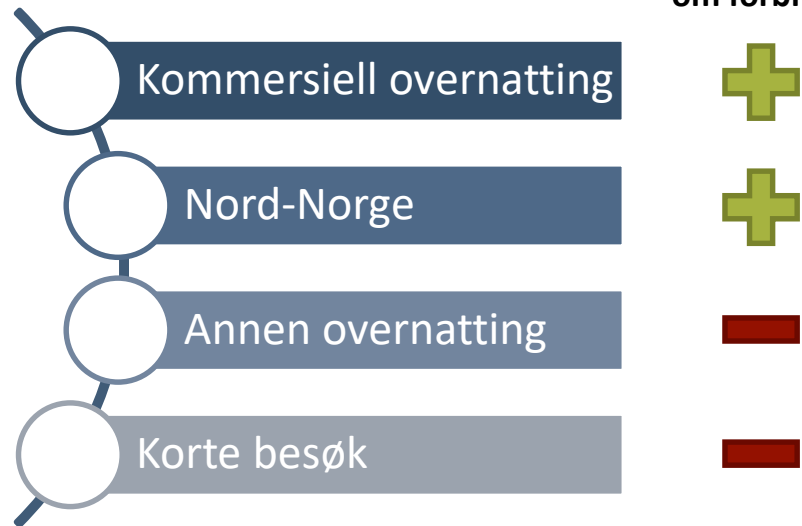 Kommersiell overnatting
Nord-Norge
Annen overnatting
Korte besøk